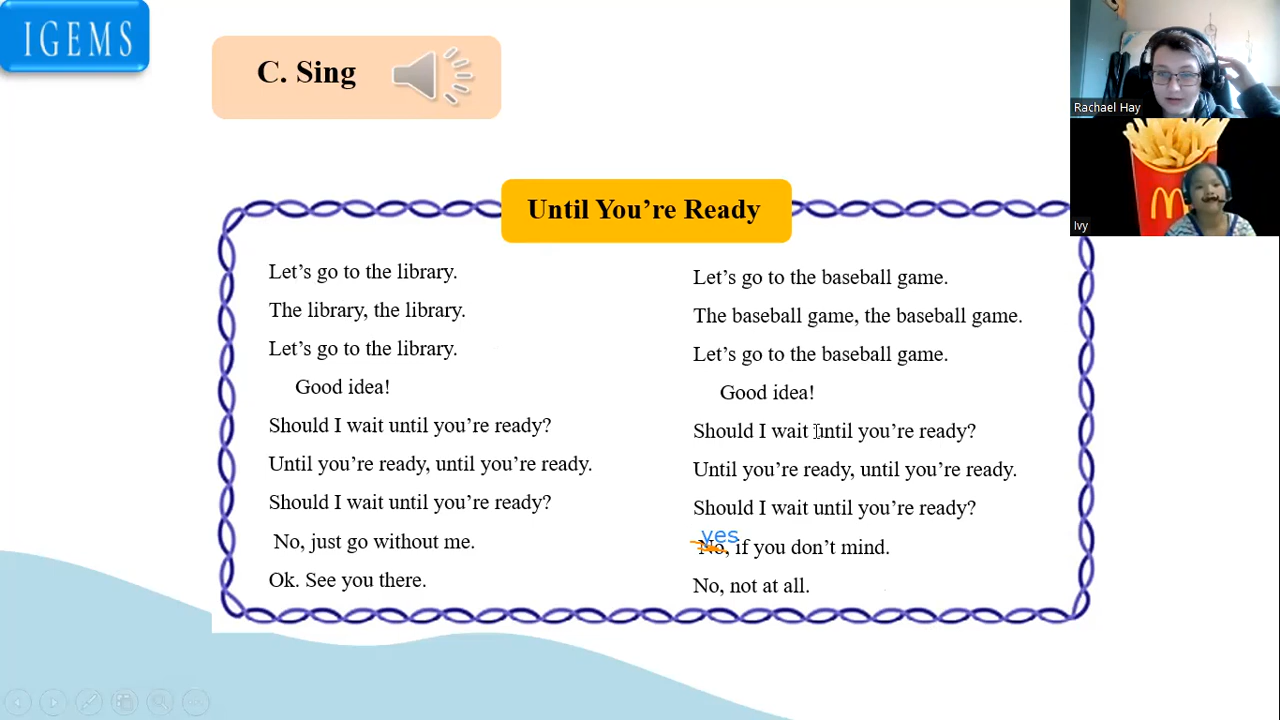 IGEMS
C. Sing
Rachael Hay
Ivy
Until You're Ready
Let's go to the library.
The library, the library.
Let's go to the library.
Good idea!
Should I wait until you're ready?
Until you're ready, until you're ready.
Should I wait until you're ready?
No, just go without me.
Ok. See you there.
Let's go to the baseball game.
The baseball game, the baseball game.
Let's go to the baseball game.
Good idea!
Should I wait until you're ready?
Until you're ready, until you're ready.
Should I wait until you're ready?
yes
No, if you don't mind.
No, not at all.